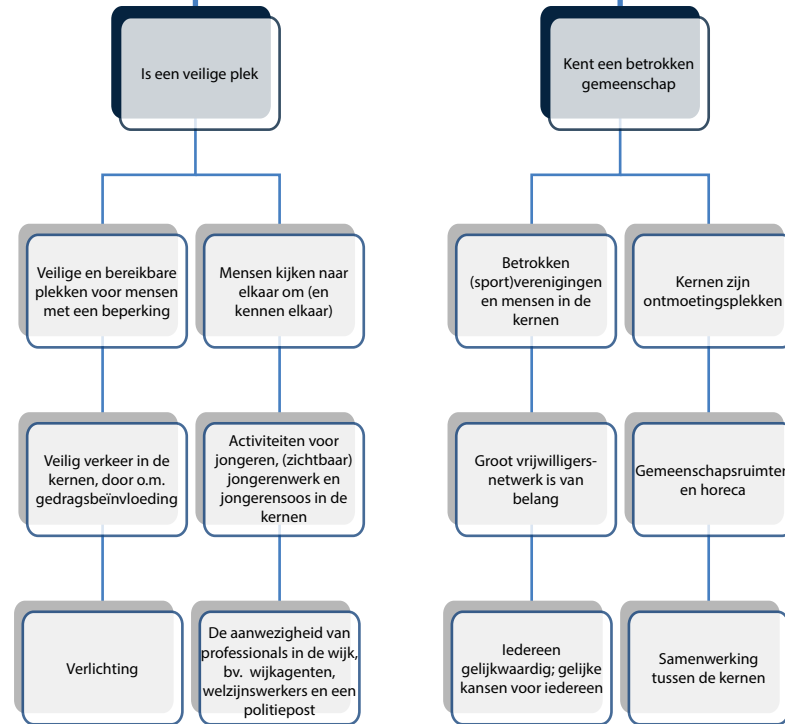 Is een veilige plek
Kent een betrokken
gemeenschap
Veilige en bereikbare
plekken voor mensen
met een beperking
Mensen kijken naar
elkaar om (en
kennen elkaar)
Betrokken
(sport)verenigingen
en mensen in de
kernen
Kernen zijn
ontmoetingsplekken
Veilig verkeer in de
kernen, door o.m.
gedragsbeïnvloeding
Activiteiten voor
jongeren, (zichtbaar)
jongerenwerk en
jongerensoos in de
kernen
Groot vrijwilligers-
netwerk is van
belang
Gemeenschapsruimten
en horeca
Verlichting
De aanwezigheid van
professionals in de wijk,
bv. wijkagenten,
welzijnswerkers en een
politiepost
Iedereen
gelijkwaardig; gelijke
kansen voor iedereen
Samenwerking
tussen de kernen